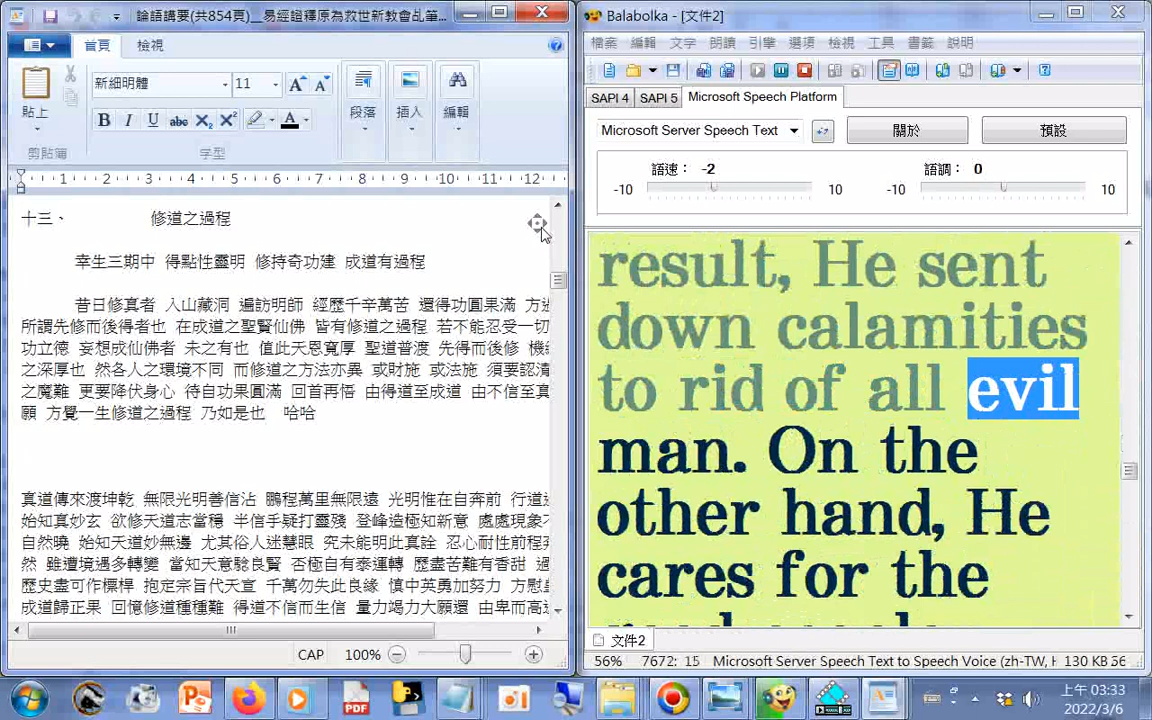 論語講要(共854頁)__易經證釋原為救世新教會乩筆...
首頁
檢視
貼上
剪貼簿
新細明體
11
B I U abc X₂ X²
字型
段落
插入
編輯
1 2 3 4 5 6 7 8 9 10 11 12
十三、 修道之過程
幸生三期中 得點性靈明 修持奇功建 成道有過程
昔日修真者 入山藏洞 遍訪明師 經歷千辛萬苦 還得功圓果滿 方
所謂先修而後得者也 在成道之聖賢仙佛 皆有修道之過程 若不能忍受一切
功立德 妄想成仙佛者 未之有也 值此天恩寬厚 聖道普渡 先得而後修 機
之深厚也 然各人之環境不同 而修道之方法亦異 或財施 或法施 須要認清
之魔難 更要降伏身心 待自功果圓滿 回首再悟 由得道至成道 由不信至真
願 方覺一生修道之過程 乃如是也 哈哈
真道傳來渡坤乾 無限光明善信沾 鵬程萬里無限遠 光明惟在自奔前 行道
始知真妙玄 欲修天道志當穩 半信乎疑打靈殘 登峰造極知新意 處處現象
自然曉 始知天道妙無邊 尤其俗人迷慧眼 究未能明此真詮 忍心耐性前程
然 雖遭境遇多轉變 當知天意驗良賢 否極自有泰運轉 歷盡苦難有香甜
歷史盡可作標桿 抱定宗旨代天宣 千萬勿失此良緣 慎中英勇加努力 方慰
成道歸正果 回憶修道種種難 得道不信而生信 量力竭力大願還 由卑而高
CAP 100%
Balabolka - [文件2]
檔案 編輯 文字 朗讀 引擎 選項 檢視 工具 書籤 說明
SAPI 4 SAPI 5 Microsoft Speech Platform
Microsoft Server Speech Text
關於
預設
語速: -2
語調: 0
-10 10 -10 10
result, He sent
down calamities
to rid of all evil
man. On the
other hand, He
cares for the
文件2
56% 7672: 15 Microsoft Server Speech Text to Speech Voice (zh-TW, H 130 KB 56
PDF
上午 03:33
2022/3/6